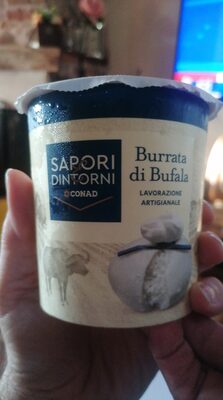 SAPORI
DINTORNI
CONAD
Burrata
di Bufala
LAVORAZIONE
ARTIGIANALE